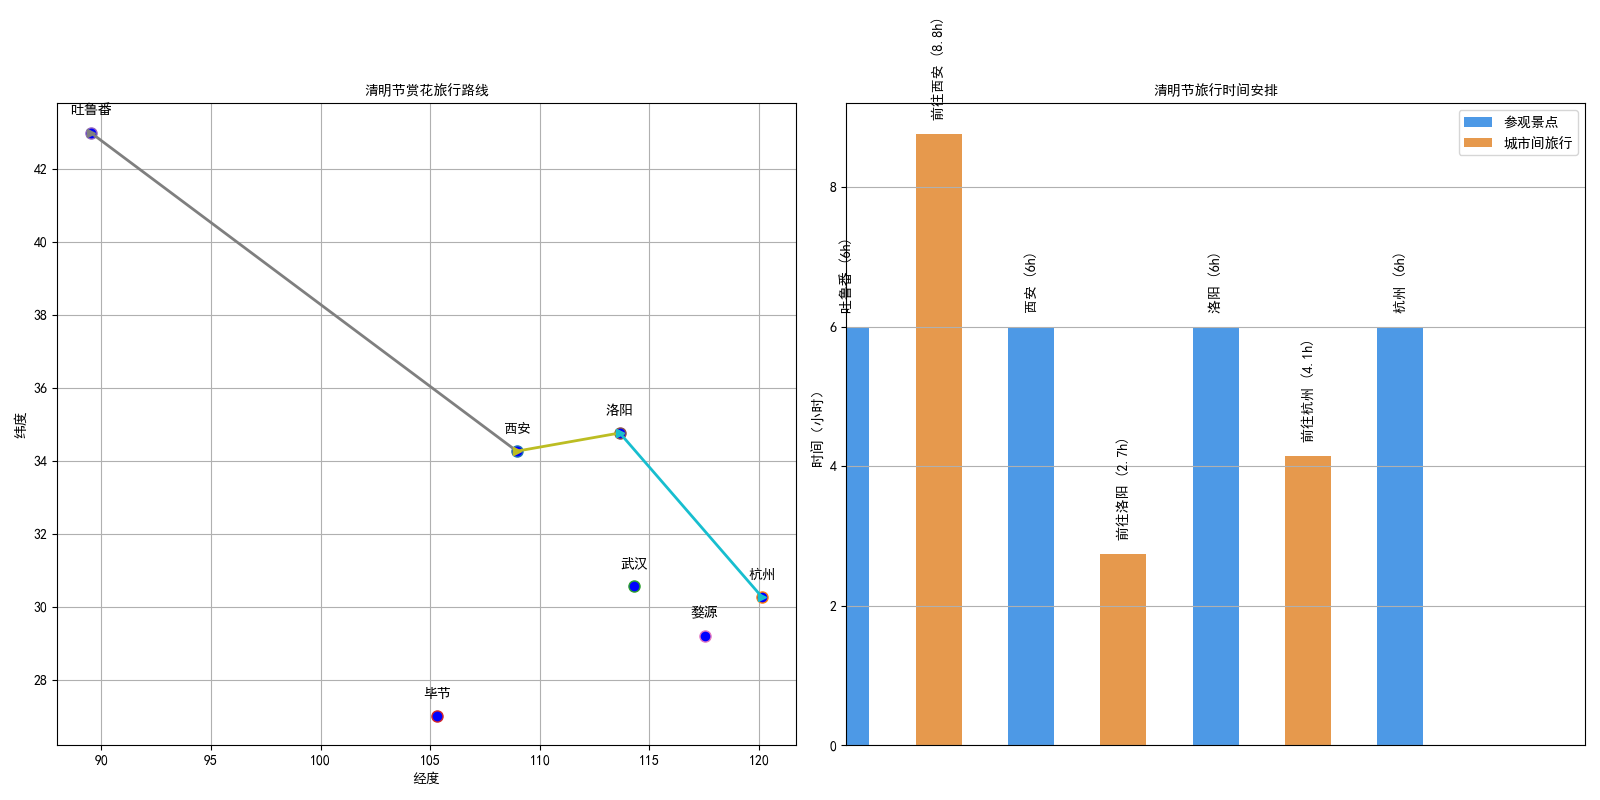 清明节赏花旅行路线
吐鲁番
西安
洛阳
武汉
杭州
婺源
毕节
42
40
38
36
34
32
30
28
纬度
90
95
100
105
110
115
120
经度
清明节旅行时间安排
参观景点
城市间旅行
吐鲁番 (6h)
前往西安 (8.8h)
西安 (6h)
前往洛阳 (2.7h)
洛阳 (6h)
前往杭州 (4.1h)
杭州 (6h)
8
6
4
2
0
时间（小时）